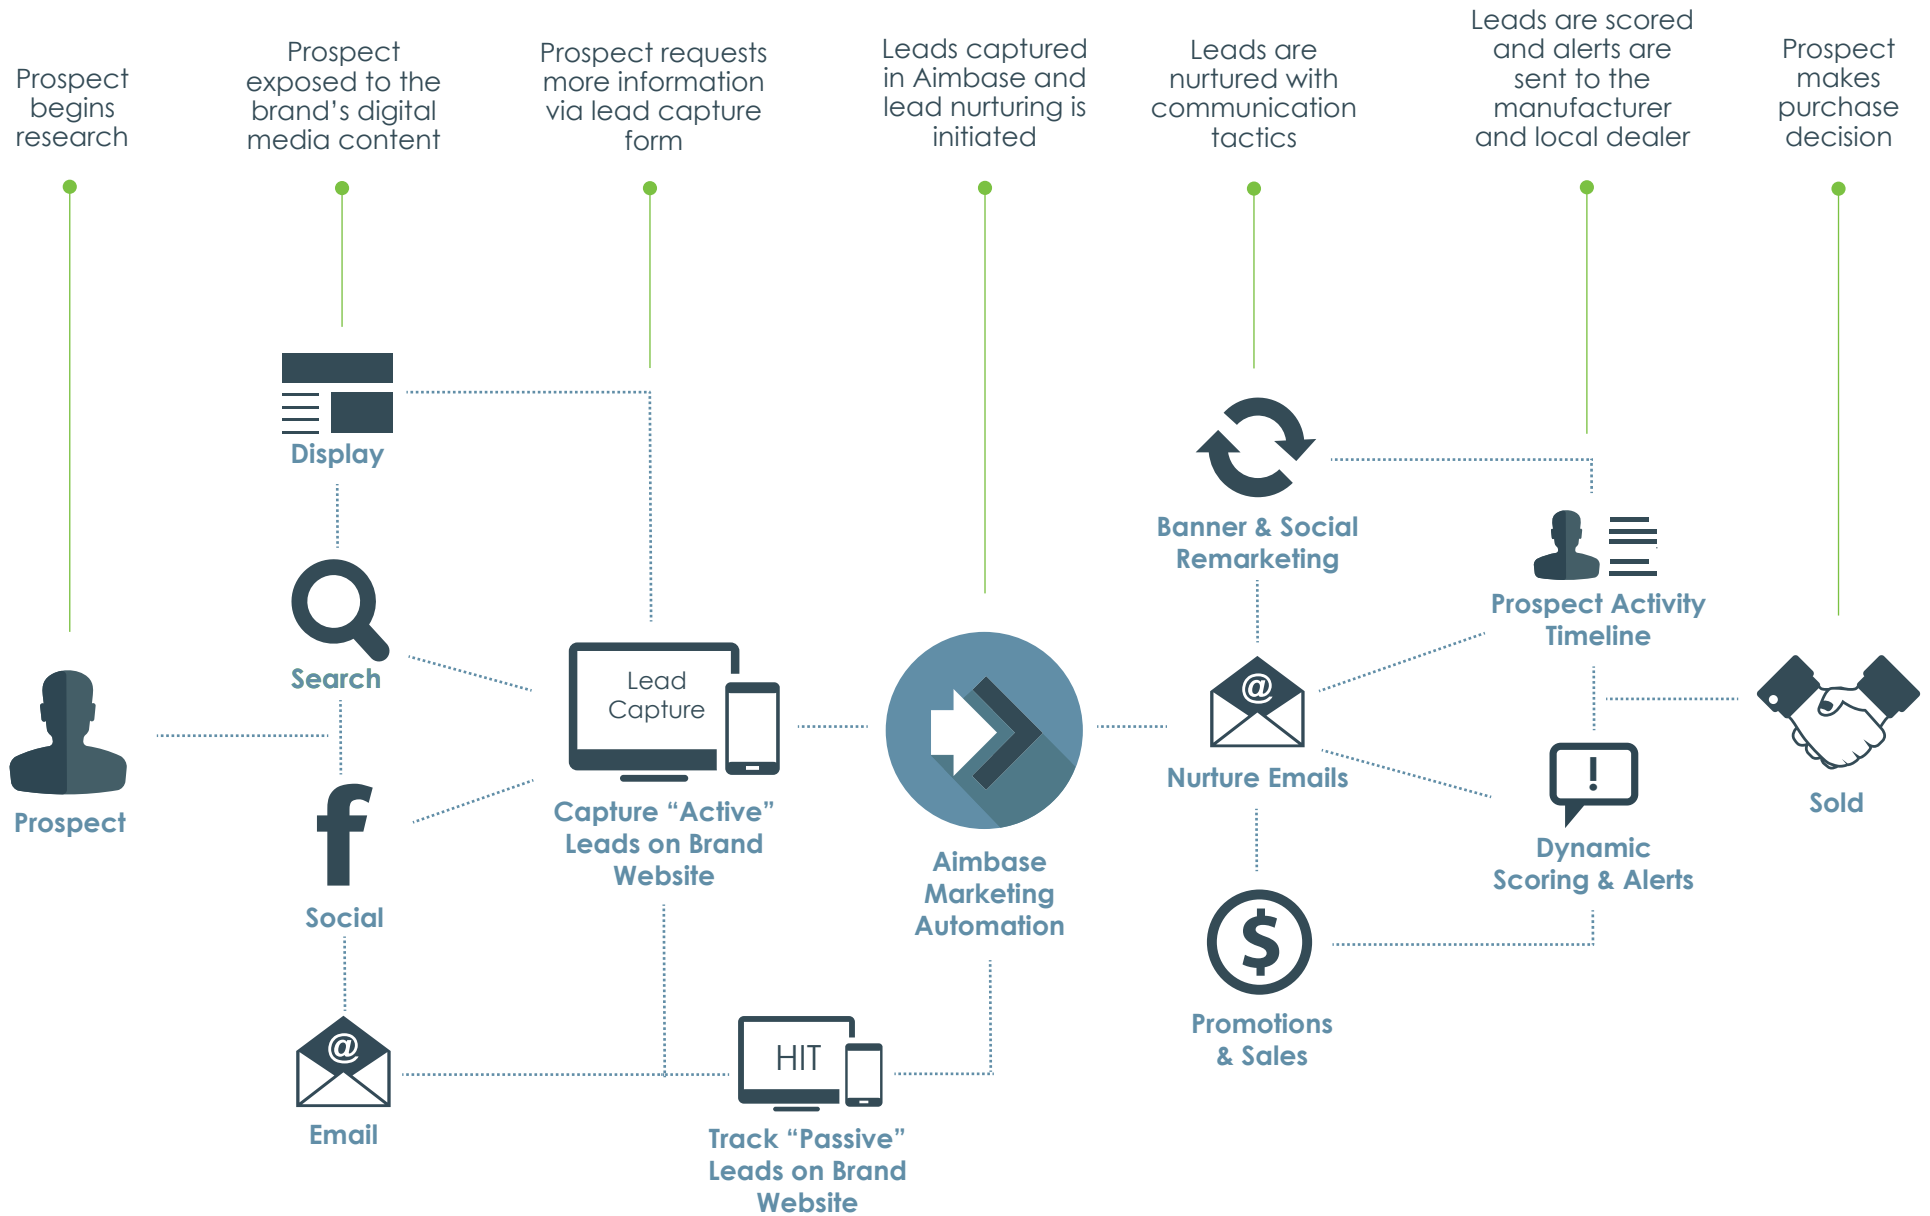 Prospect
begins
research
Prospect
exposed to the
brand’s digital
media content
Prospect requests
more information
via lead capture
form
Leads captured
in Aimbase and
lead nurturing is
initiated
Leads are
nurtured with
communication
tactics
Leads are scored
and alerts are
sent to the
manufacturer
and local dealer
Prospect
makes
purchase
decision
Prospect
Display
Search
f
Social
@
Email
Lead
Capture
Capture “Active”
Leads on Brand
Website
HIT
Track “Passive”
Leads on Brand
Website
Aimbase
Marketing
Automation
Banner & Social
Remarketing
@
Nurture Emails
$
Promotions
& Sales
Prospect Activity
Timeline
!
Dynamic
Scoring & Alerts
Sold